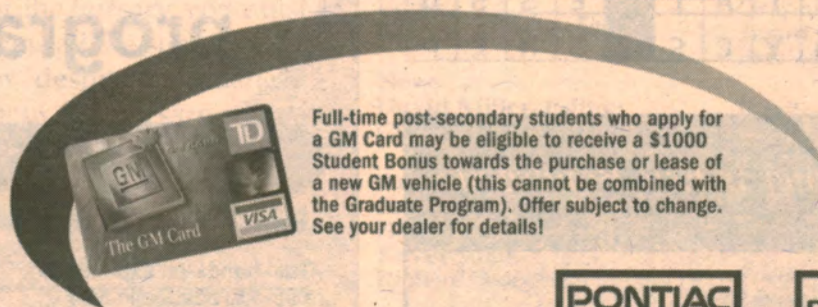 Full-time post-secondary students who apply for
a GM Card may be eligible to receive a $1000
Student Bonus towards the purchase or lease of
a new GM vehicle (this cannot be combined with
the Graduate Program). Offer subject to change.
See your dealer for details!
TD
GM
VISA
The GM Card
PONTIAC